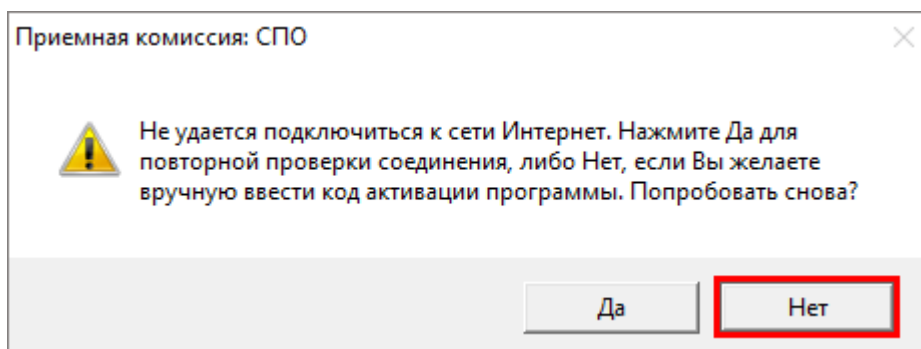 Приемная комиссия: СПО
Не удается подключиться к сети Интернет. Нажмите Да для
повторной проверки соединения, либо Нет, если Вы желаете
вручную ввести код активации программы. Попробовать снова?
Да
Нет